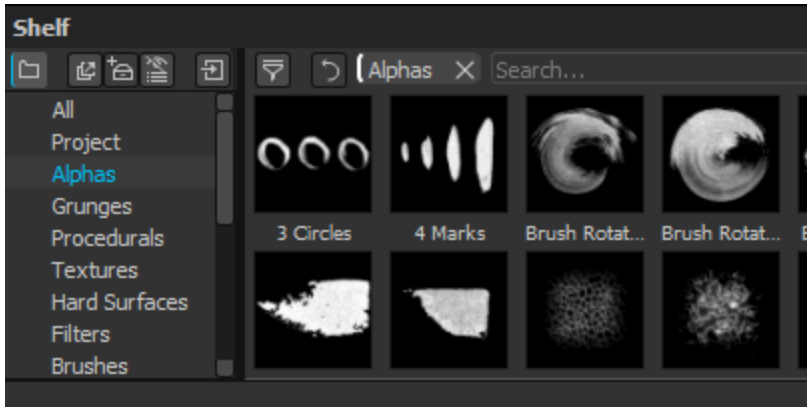 Shelf
Alphas
Search...
All
Project
Alphas
Grunges
Procedurals
Textures
Hard Surfaces
Filters
Brushes
3 Circles
4 Marks
Brush Rotat...
Brush Rotat...